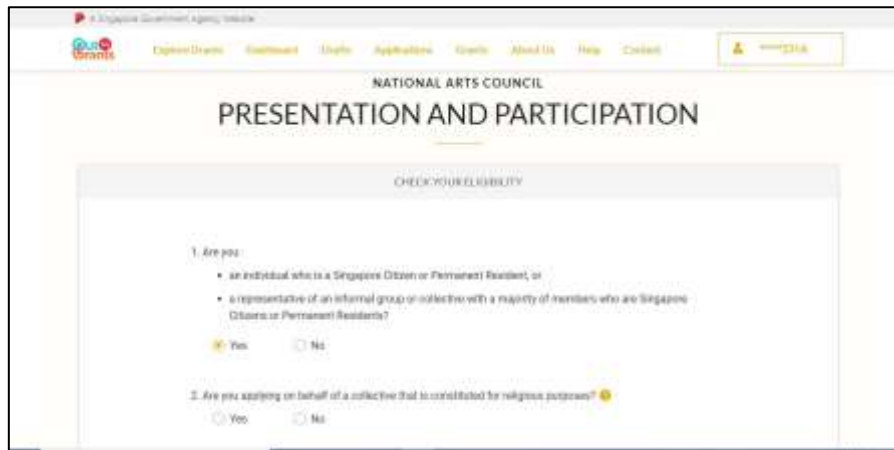 A Singapore Government Agency Website
OUR SG Grants
Explore Grants Dashboard Drafts Applications Grants About Us Help Contact
NATIONAL ARTS COUNCIL
PRESENTATION AND PARTICIPATION
CHECK YOUR ELIGIBILITY
1. Are you:
• an individual who is a Singapore Citizen or Permanent Resident, or
• a representative of an informal group or collective with a majority of members who are Singapore
Citizens or Permanent Residents?
Yes No
2. Are you applying on behalf of a collective that is constituted for religious purposes?
Yes No